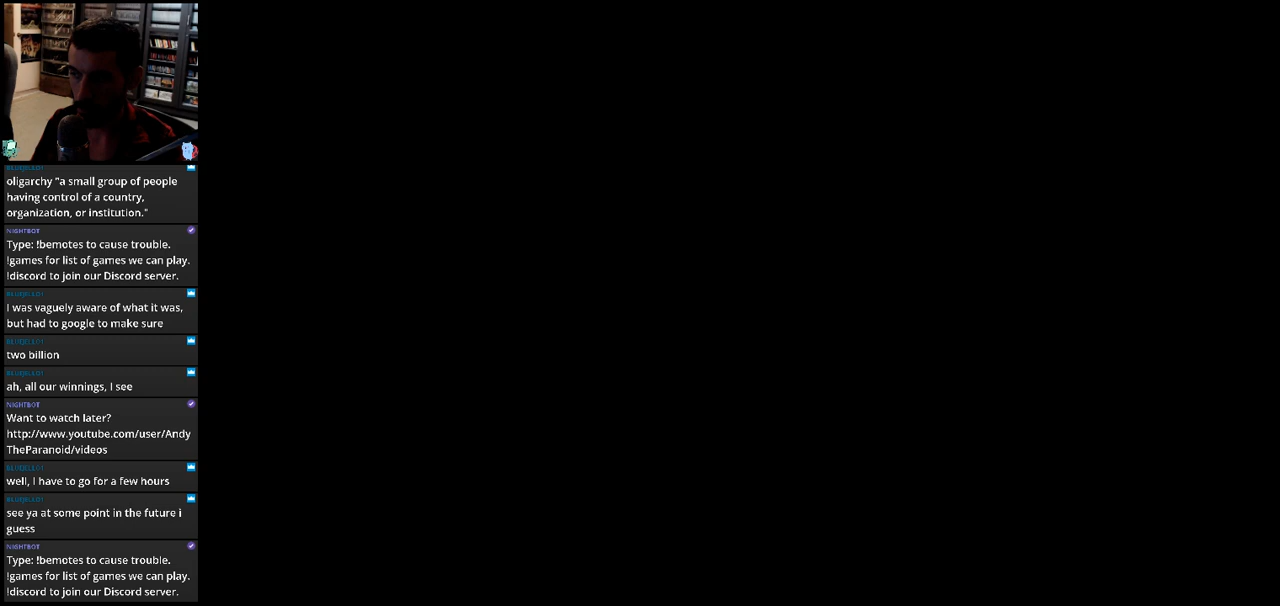 oligarchy "a small group of people
having control of a country,
organization, or institution."
NIGHTBOT
Type: !bemotes to cause trouble.
!games for list of games we can play.
!discord to join our Discord server.
I was vaguely aware of what it was,
but had to google to make sure
two billion
ah, all our winnings, I see
NIGHTBOT
Want to watch later?
http://www.youtube.com/user/Andy
TheParanoid/videos
well, I have to go for a few hours
see ya at some point in the future i
guess
NIGHTBOT
Type: !bemotes to cause trouble.
!games for list of games we can play.
!discord to join our Discord server.